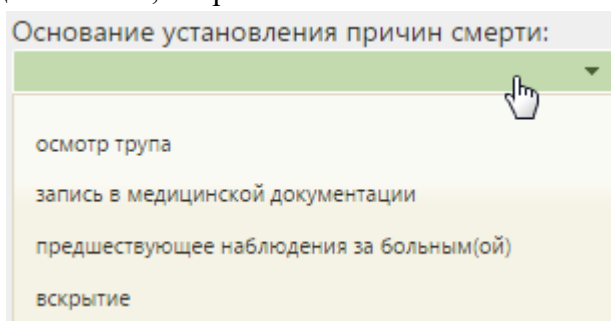 Основание установления причин смерти:
осмотр трупа
запись в медицинской документации
предшествующее наблюдения за больным(ой)
вскрытие